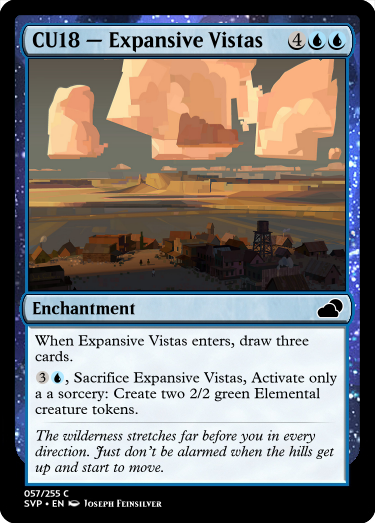 CU18 — Expansive Vistas 4
Enchantment
When Expansive Vistas enters, draw three
cards.
3, Sacrifice Expansive Vistas, Activate only
a a sorcery: Create two 2/2 green Elemental
creature tokens.
The wilderness stretches far before you in every
direction. Just don't be alarmed when the hills get
up and start to move.
057/255 C
SVP • EN Joseph Feinsilver